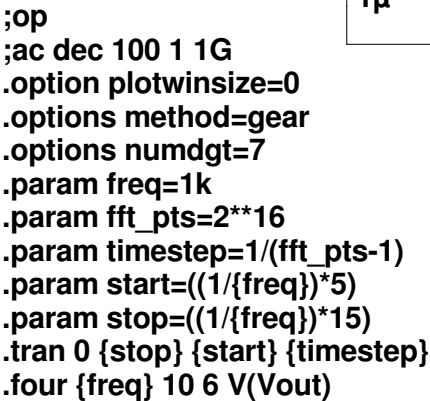 1µ
;op
;ac dec 100 1 1G
.option plotwinsize=0
.options method=gear
.options numdgt=7
.param freq=1k
.param fft_pts=2**16
.param timestep=1/(fft_pts-1)
.param start=((1/{freq})*5)
.param stop=((1/{freq})*15)
.tran 0 {stop} {start} {timestep}
.four {freq} 10 6 V(Vout)